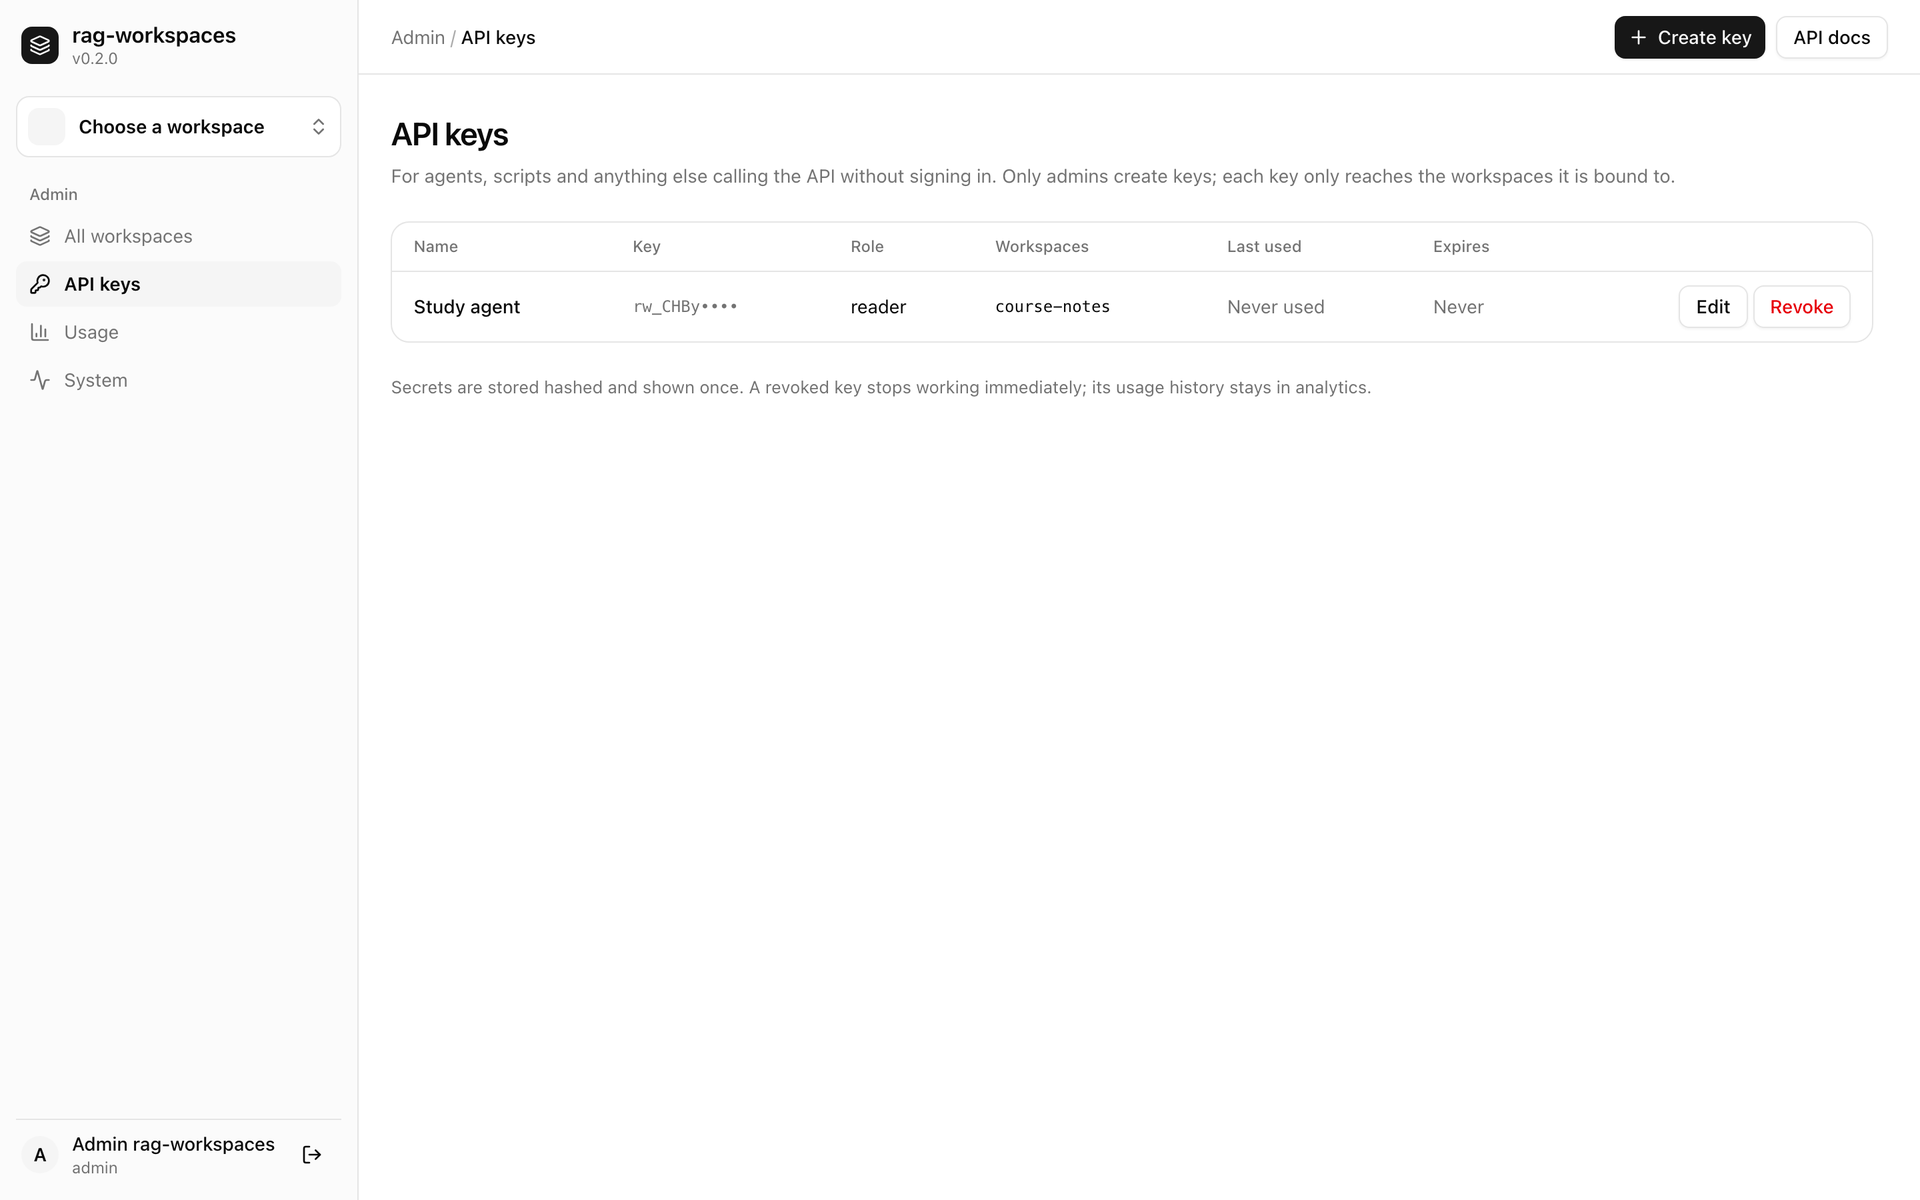 rag-workspaces
v0.2.0
Choose a workspace
Admin
All workspaces
API keys
Usage
System
Admin rag-workspaces
admin
A
Admin / API keys
Create key
API docs
API keys
For agents, scripts and anything else calling the API without signing in. Only admins create keys; each key only reaches the workspaces it is bound to.
Name Key Role Workspaces Last used Expires
Study agent rw_CHBy•••• reader course-notes Never used Never Edit Revoke
Secrets are stored hashed and shown once. A revoked key stops working immediately; its usage history stays in analytics.